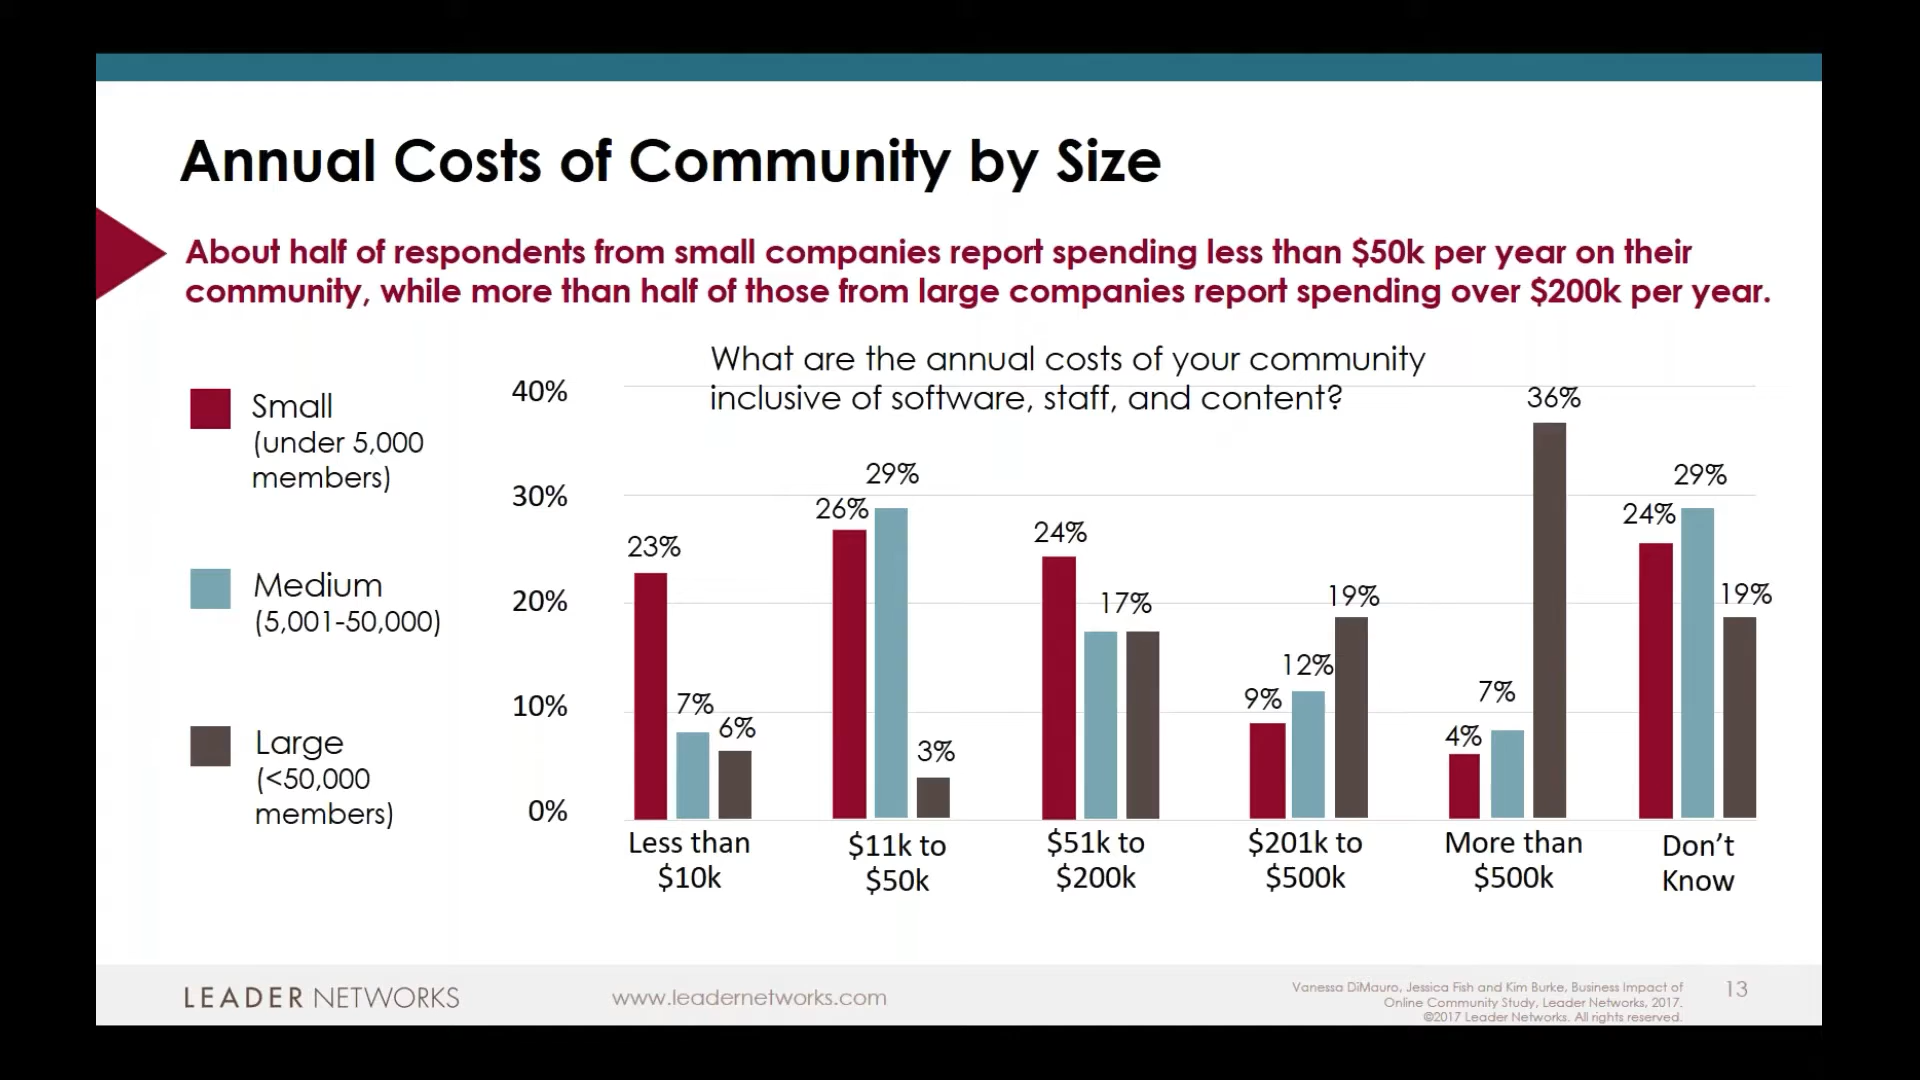 Annual Costs of Community by Size
About half of respondents from small companies report spending less than $50k per year on their
community, while more than half of those from large companies report spending over $200k per year.
What are the annual costs of your community
inclusive of software, staff, and content?
Small
(under 5,000
members)
Medium
(5,001-50,000)
Large
(<50,000
members)
40%
30%
20%
10%
0%
23%
7%
6%
26%
29%
3%
24%
17%
9%
12%
19%
4%
7%
36%
24%
29%
19%
Less than
$10k
$11k to
$50k
$51k to
$200k
$201k to
$500k
More than
$500k
Don’t
Know
LEADER NETWORKS
www.leadernetworks.com
Vanessa DiMauro, Jessica Fish and Kim Burke, Business Impact of
Online Community Study, Leader Networks, 2017.
©2017 Leader Networks. All rights reserved.
13